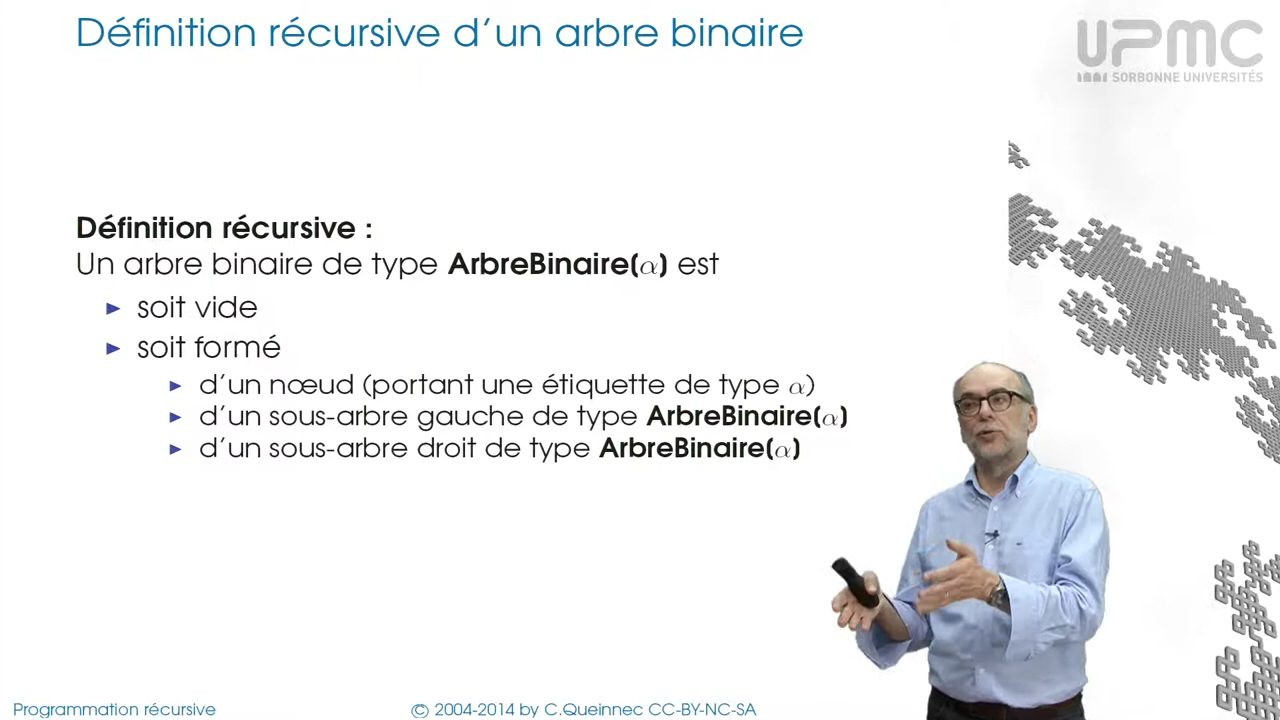 Définition récursive d'un arbre binaire
UPMC
SORBONNE UNIVERSITÉS
Définition récursive :
Un arbre binaire de type ArbreBinaire(α) est
► soit vide
► soit formé
► d'un nœud (portant une étiquette de type α)
► d'un sous-arbre gauche de type ArbreBinaire(α)
► d'un sous-arbre droit de type ArbreBinaire(α)
Programmation récursive
© 2004-2014 by C.Queinnec CC-BY-NC-SA